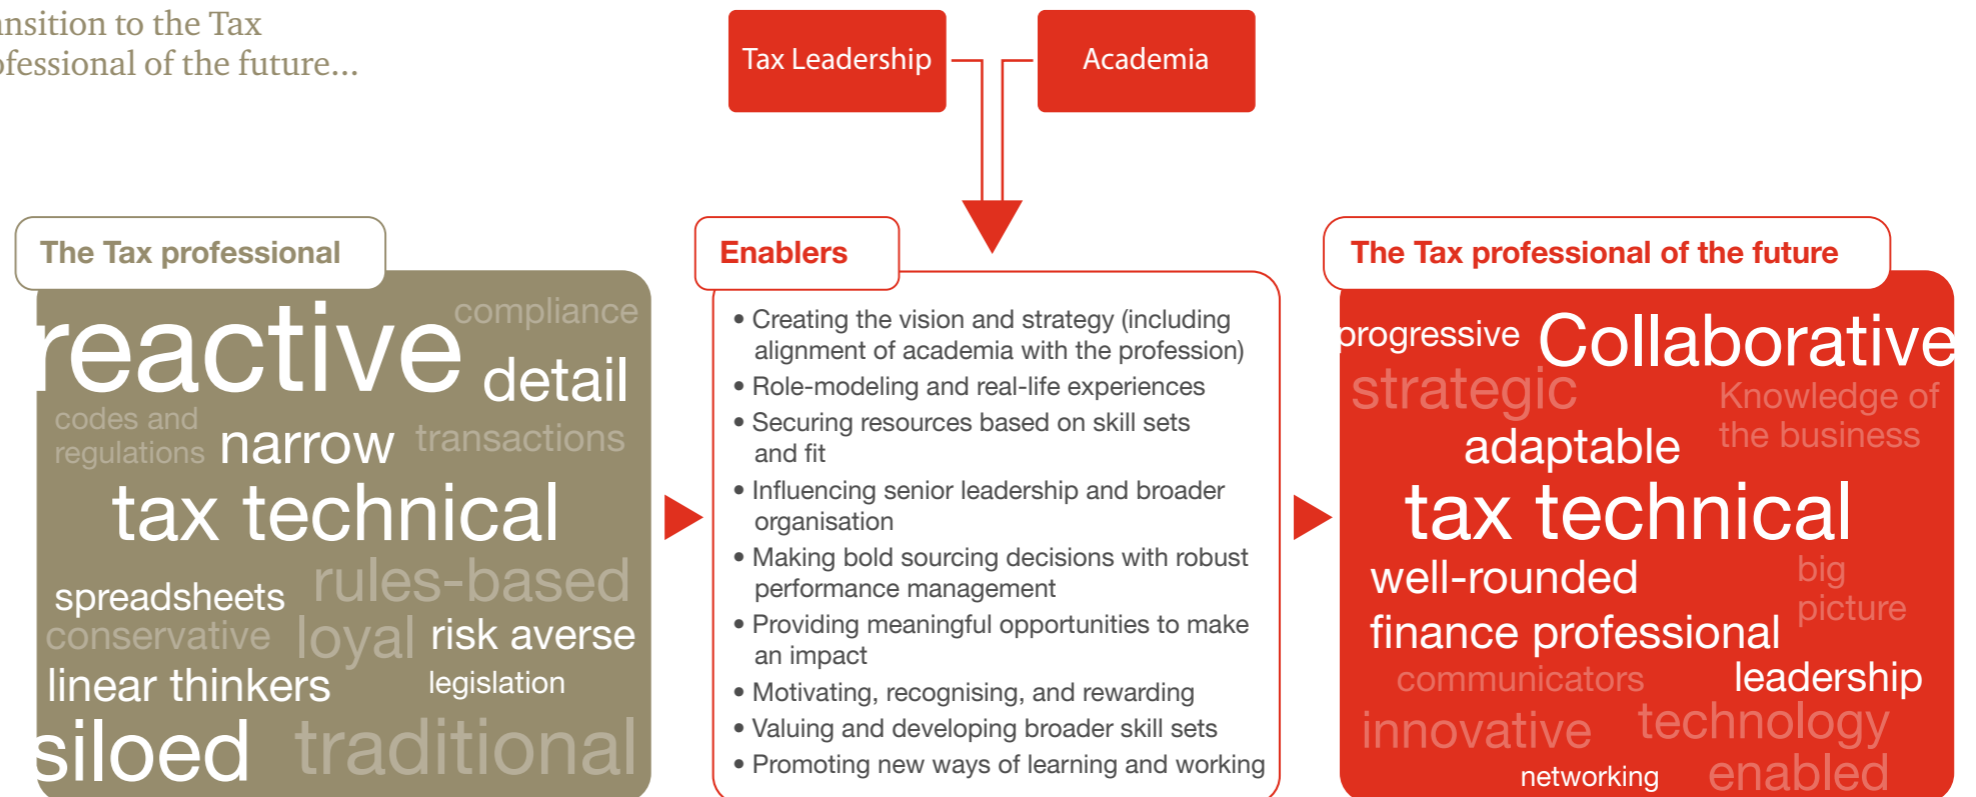 ansition to the Tax
ofessional of the future...
Tax Leadership
Academia
The Tax professional
reactive
compliance
detail
codes and
regulations
narrow
transactions
tax technical
spreadsheets
rules-based
conservative
loyal
risk averse
linear thinkers
legislation
siloed
traditional
Enablers
• Creating the vision and strategy (including
alignment of academia with the profession)
• Role-modeling and real-life experiences
• Securing resources based on skill sets
and fit
• Influencing senior leadership and broader
organisation
• Making bold sourcing decisions with robust
performance management
• Providing meaningful opportunities to make
an impact
• Motivating, recognising, and rewarding
• Valuing and developing broader skill sets
• Promoting new ways of learning and working
The Tax professional of the future
progressive
Collaborative
strategic
Knowledge of
the business
adaptable
tax technical
well-rounded
finance professional
big
picture
communicators
leadership
innovative
technology
enabled
networking